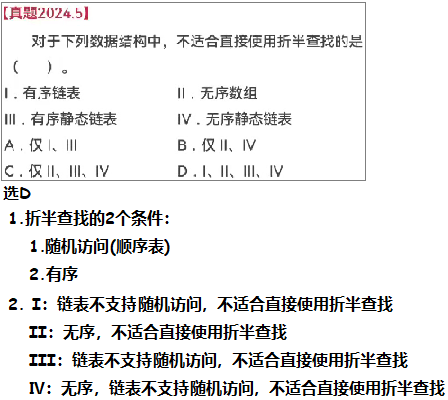 【真题2024.5】
对于下列数据结构中，不适合直接使用折半查找的是
（　　）。
I．有序链表　　II．无序数组
III．有序静态链表　　IV．无序静态链表
A．仅 I、III　　B．仅 II、IV
C．仅 II、III、IV　　D．I、II、III、IV
选D
1.折半查找的2个条件：
1.随机访问(顺序表)
2.有序
2. I：链表不支持随机访问，不适合直接使用折半查找
II：无序，不适合直接使用折半查找
III：链表不支持随机访问，不适合直接使用折半查找
IV：无序，链表不支持随机访问，不适合直接使用折半查找